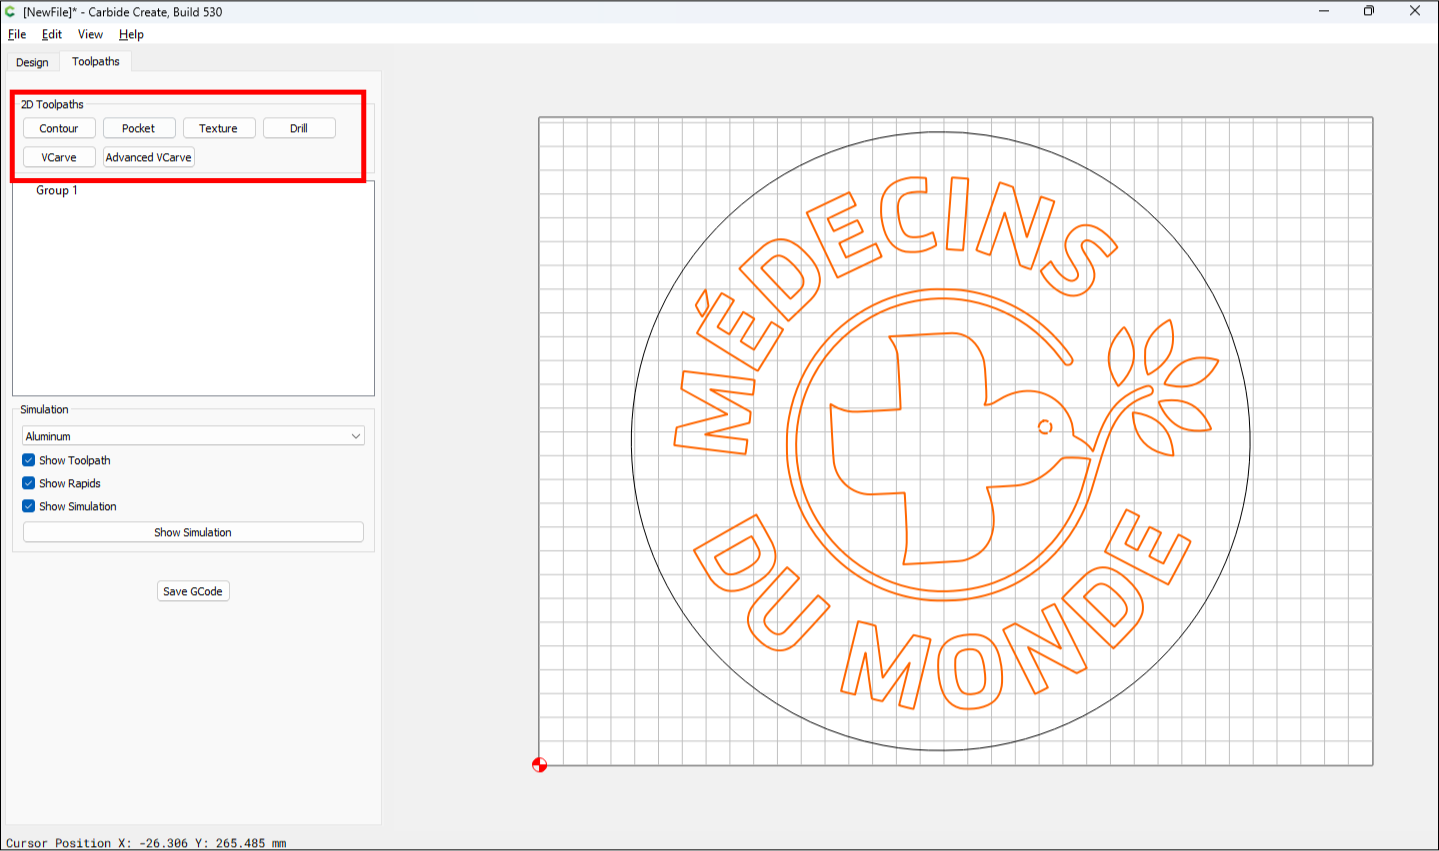 [NewFile]* - Carbide Create, Build 530
File Edit View Help
Design Toolpaths
2D Toolpaths
Contour Pocket Texture Drill
VCarve Advanced VCarve
Group 1
Simulation
Aluminum
Show Toolpath
Show Rapids
Show Simulation
Show Simulation
Save GCode
MÉDECINS
DU MONDE
Cursor Position X: -26.306 Y: 265.485 mm